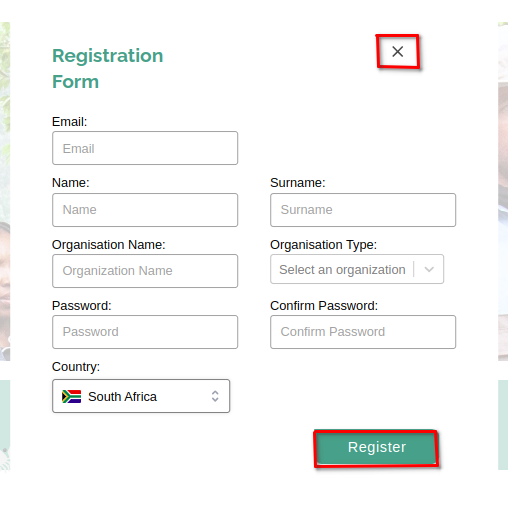 Registration
Form
Email:
Email
Name:
Surname:
Name
Surname
Organisation Name:
Organisation Type:
Organization Name
Select an organization
Password:
Confirm Password:
Password
Confirm Password
Country:
South Africa
Register